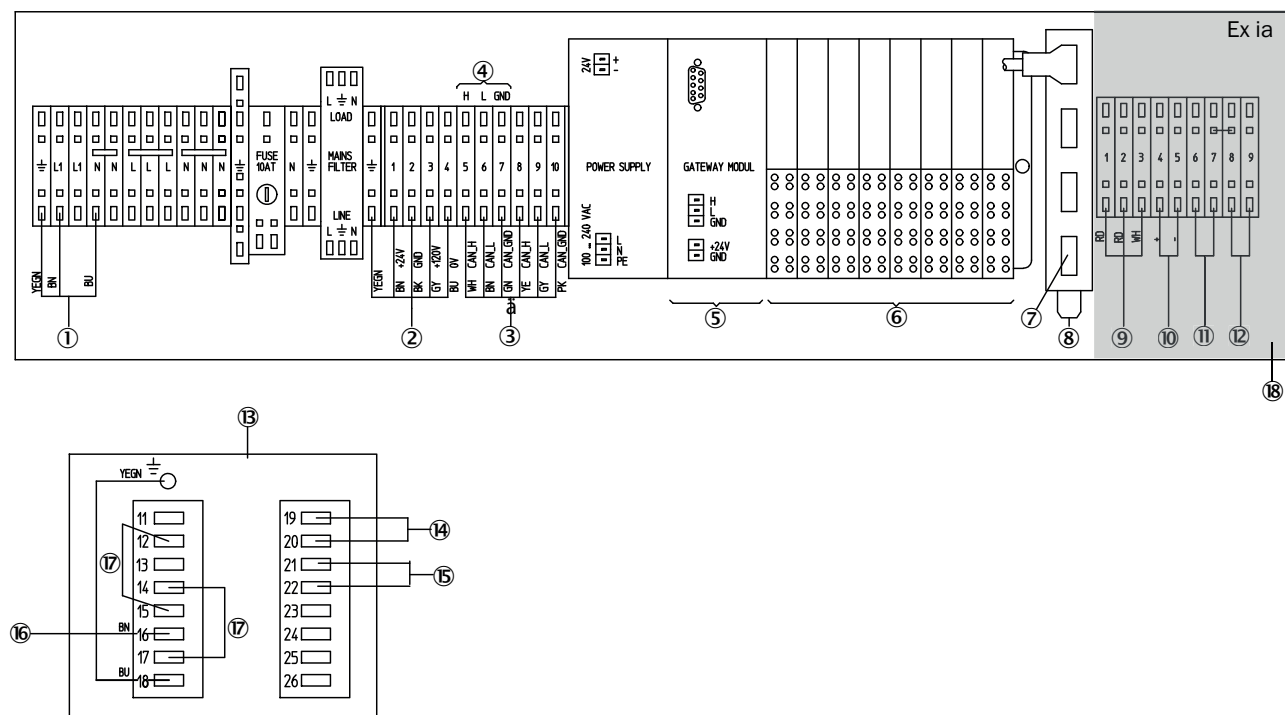 Ex ia
④
H L GND
24V + -
L N
LOAD
L1 L1 N N L L L N N N
FUSE
10AT
N
MAINS
FILTER
1 2 3 4 5 6 7 8 9 10
POWER SUPPLY
GATEWAY MODUL
1 2 3 4 5 6 7 8 9
LINE
L N
100 - 240 VAC
L
N
PE
H
L
GND
+24V
GND
YEGN
BN
BU
YEGN
BN +24V
BK GND
GY +120V
BU 0V
WH CAN_H
BN CAN_L
GN CAN_GND
YE CAN_H
GY CAN_L
PK CAN_GND
a
RD
RD
WH
+
-
① ② ③ ⑤ ⑥ ⑦ ⑧ ⑨ ⑩ ⑪ ⑫
⑱
⑬
YEGN
11
12
13
14
15
BN 16
17
BU 18
⑰
⑰
⑯
19
20
21
22
23
24
25
26
⑭
⑮